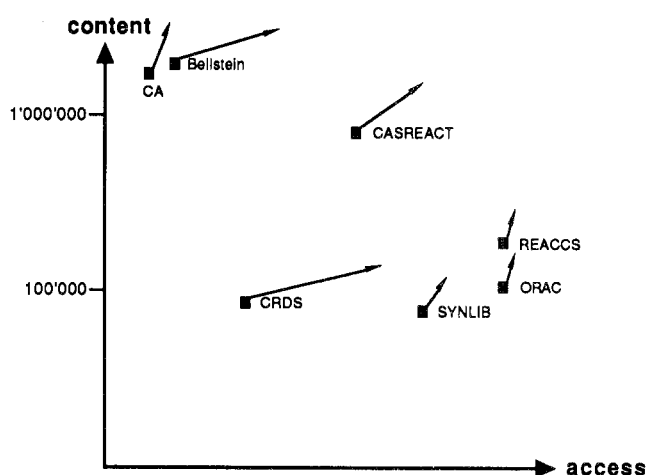 content
Beilstein
CA
1'000'000
CASREACT
REACCS
100'000
ORAC
CRDS
SYNLIB
access